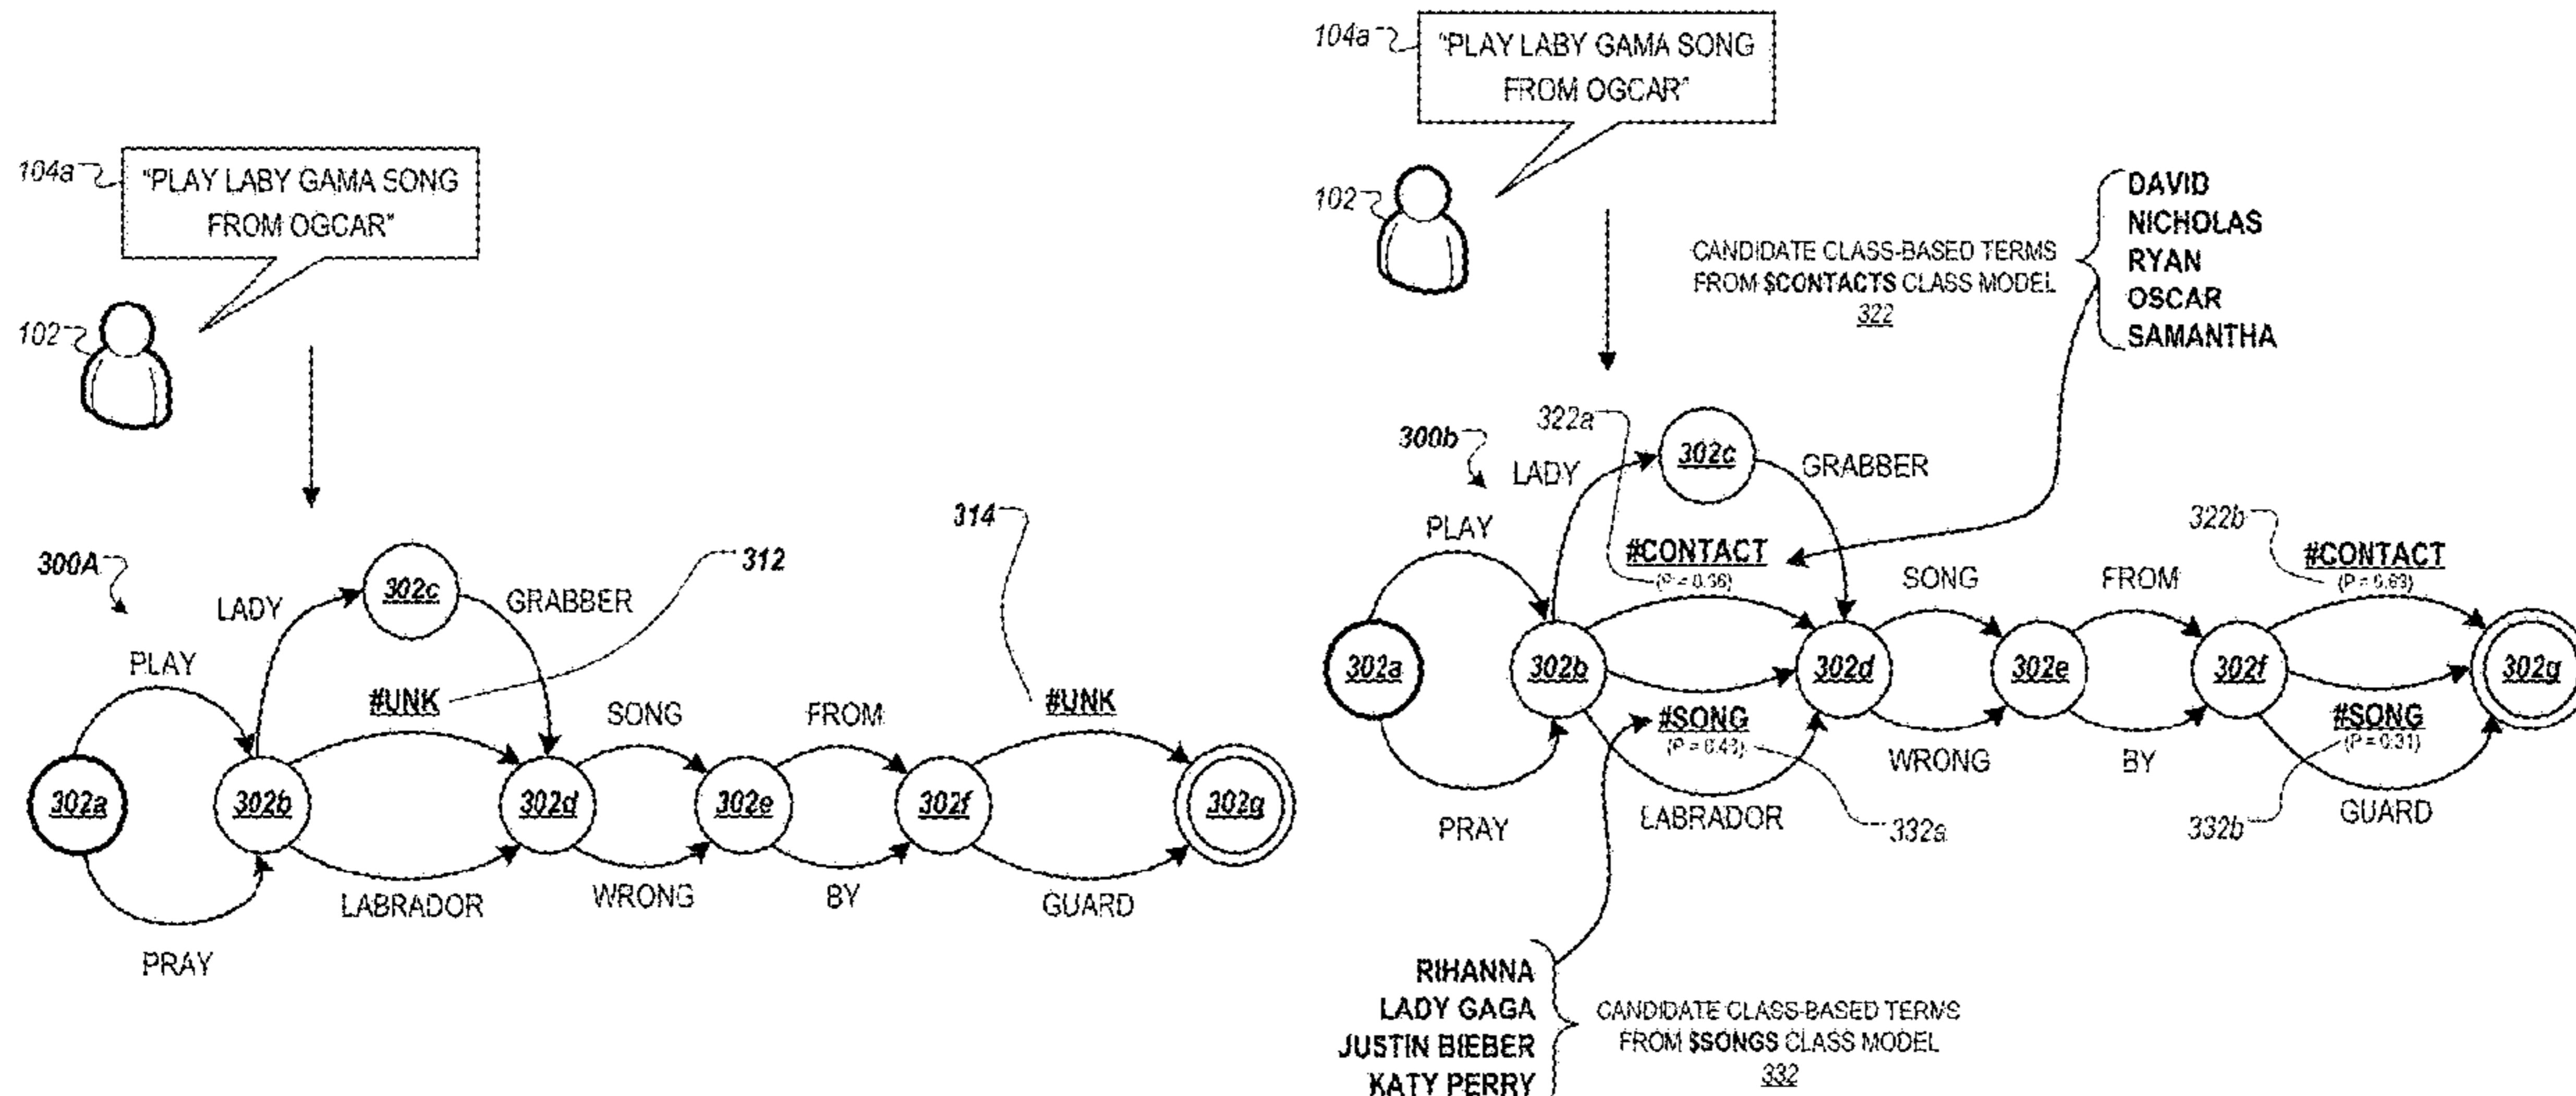 104a
"PLAY LABY GAMA SONG
FROM OGCAR"
102
300A
LADY
302c
GRABBER
312
314
PLAY
#UNK
SONG
FROM
#UNK
302a
302b
302d
302e
302f
302g
LABRADOR
WRONG
BY
GUARD
PRAY
104a
"PLAY LABY GAMA SONG
FROM OGCAR"
102
CANDIDATE CLASS-BASED TERMS
FROM $CONTACTS CLASS MODEL
322
DAVID
NICHOLAS
RYAN
OSCAR
SAMANTHA
300b
322a
LADY
302c
GRABBER
PLAY
#CONTACT
SONG
FROM
322b
#CONTACT
302a
302b
302d
302e
302f
302g
#SONG
#SONG
(P = 0.31)
PRAY
LABRADOR
332a
WRONG
BY
332b
GUARD
RIHANNA
LADY GAGA
JUSTIN BIEBER
KATY PERRY
CANDIDATE CLASS-BASED TERMS
FROM $SONGS CLASS MODEL
332